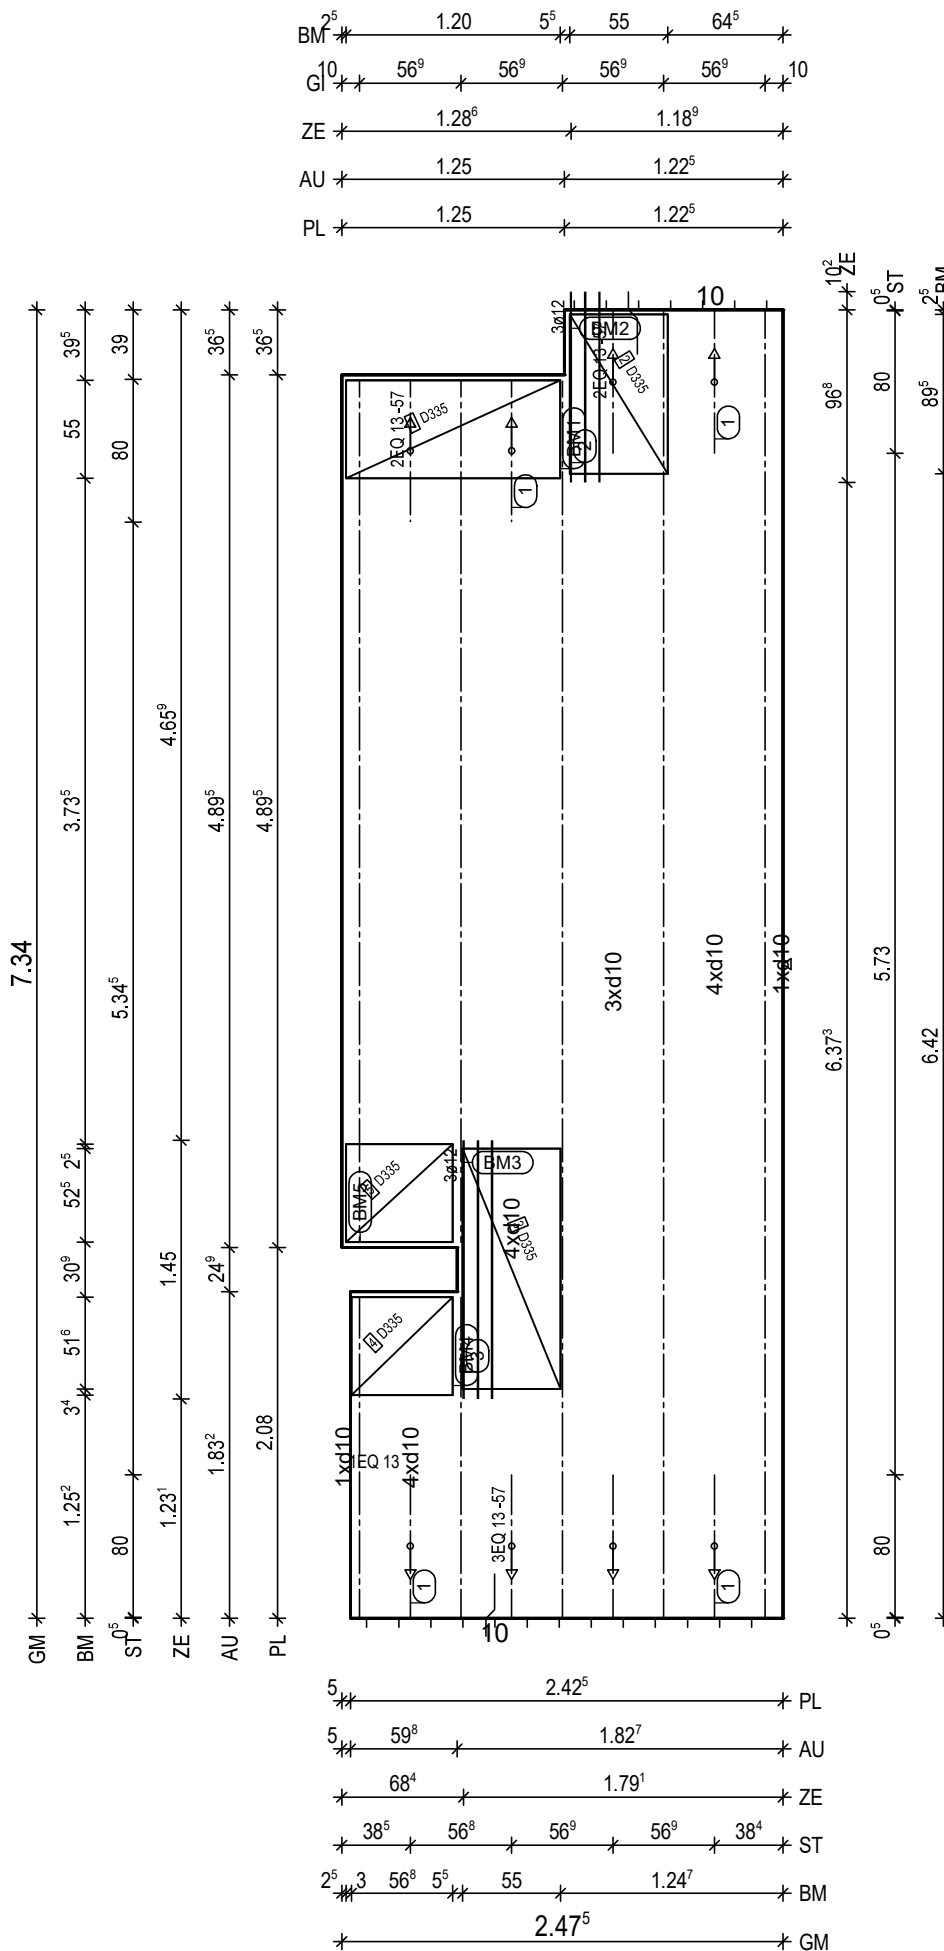 BM 2⁵ 1.20 5⁵ 55 64⁵
GI 10 56⁹ 56⁹ 56⁹ 56⁹ 10
ZE 1.28⁶ 1.18⁹
AU 1.25 1.22⁵
PL 1.25 1.22⁵
10² ZE
0⁵ ST
2⁵ BM
39⁵
39
36⁵
36⁵
3ø12
BM2
10
2EQ 13-57
2 D335
96⁸
80
89⁵
55
80
2EQ 13-57
D335
BM1
2
1
1
4.65⁹
3.73⁵
4.89⁵
4.89⁵
7.34
5.34⁵
3xd10
4xd10
1xd10
5.73
6.37³
6.42
2⁵
52⁵
30⁹
51⁶
3⁴
1.25²
80
0⁵
1.45
1.23¹
24⁹
1.83²
2.08
3ø12
BM3
BM5
D335
4xd10
D335
4 D335
3
1xd10
4xd10
1EQ 13
3EQ 13-57
1
1
10
80
0⁵
GM BM ST ZE AU PL
5 2.42⁵ PL
5 59⁸ 1.82⁷ AU
68⁴ 1.79¹ ZE
38⁵ 56⁸ 56⁹ 56⁹ 38⁴ ST
2⁵ 3 56⁸ 5⁵ 55 1.24⁷ BM
2.47⁵ GM